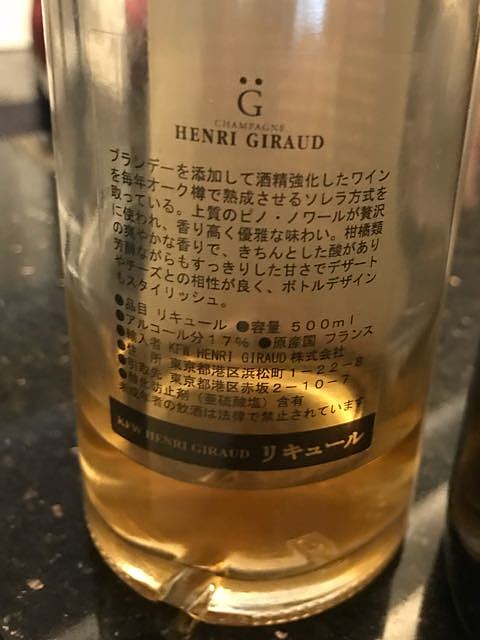 G
CHAMPAGNE
HENRI GIRAUD
ブランデーを添加して酒精強化したワイン
を毎年オーク樽で熟成させるソレラ方式を
取っている。上質のピノ・ノワールが贅沢
に使われ、香り高く優雅な味わい。柑橘類
の爽やかな香りで、きちんとした酸があり
芳醇ながらもすっきりした甘さでデザート
やチーズとの相性が良く、ボトルデザイン
もスタイリッシュ。
●品目 リキュール ●容量 500ml
●アルコール分17% ●原産国 フランス
●輸入者 KFW HENRI GIRAUD株式会社
●住 所 東京都港区浜松町1-22-8
●引取先 東京都港区赤坂2-10-7
●酸化防止剤（亜硫酸塩）含有
未成年者の飲酒は法律で禁止されています
KFW HENRI GIRAUD リキュール